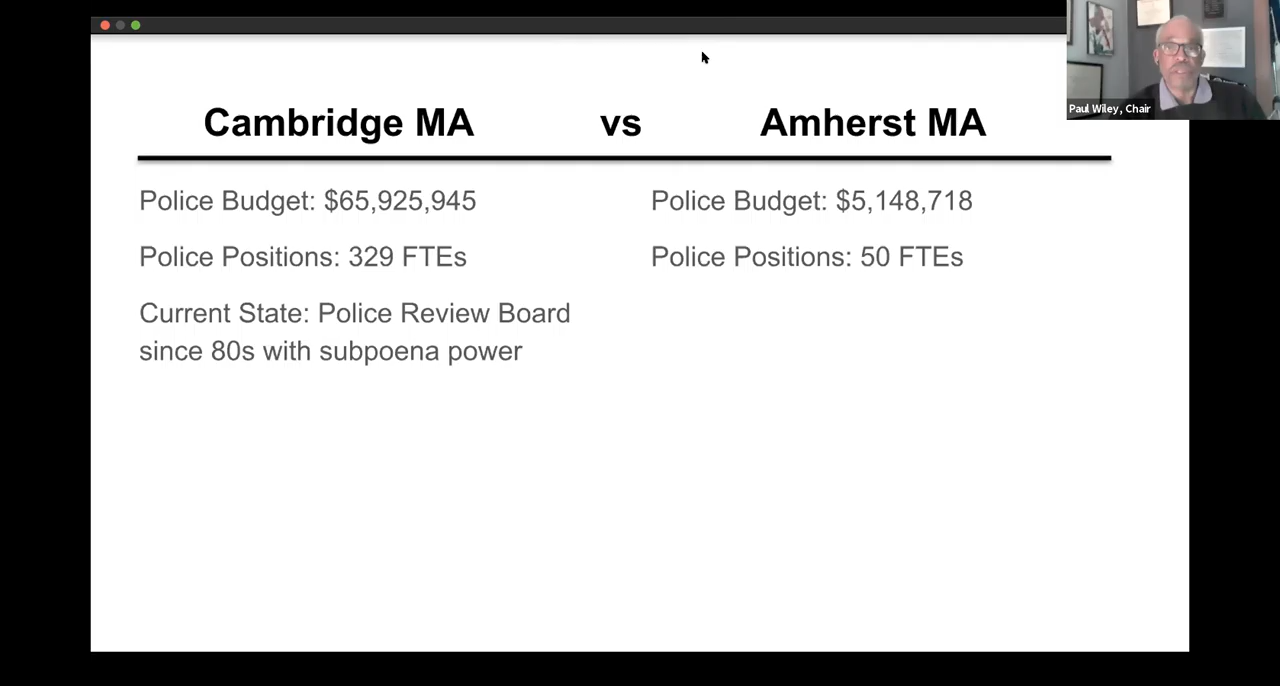 Cambridge MA vs Amherst MA
Police Budget: $65,925,945
Police Positions: 329 FTEs
Current State: Police Review Board
since 80s with subpoena power
Police Budget: $5,148,718
Police Positions: 50 FTEs
Paul Wiley, Chair